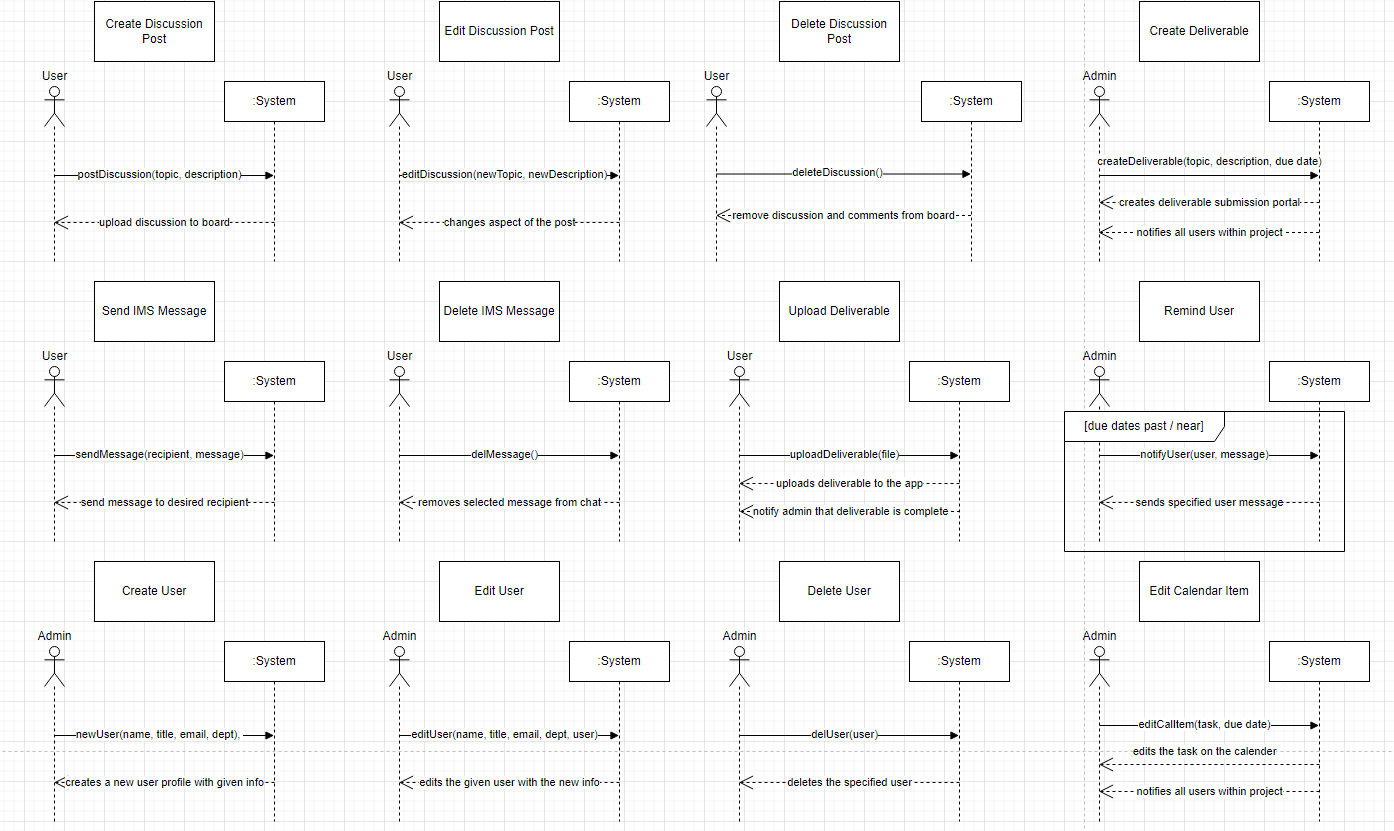 Create Discussion
Post
Edit Discussion Post
Delete Discussion
Post
Create Deliverable
User
:System
User
:System
User
:System
Admin
:System
postDiscussion(topic, description)
upload discussion to board
editDiscussion(newTopic, newDescription)
changes aspect of the post
deleteDiscussion()
remove discussion and comments from board
createDeliverable(topic, description, due date)
creates deliverable submission portal
notifies all users within project
Send IMS Message
Delete IMS Message
Upload Deliverable
Remind User
User
:System
User
:System
User
:System
Admin
:System
sendMessage(recipient, message)
send message to desired recipient
delMessage()
removes selected message from chat
uploadDeliverable(file)
uploads deliverable to the app
notify admin that deliverable is complete
[due dates past / near]
notifyUser(user, message)
sends specified user message
Create User
Edit User
Delete User
Edit Calendar Item
Admin
:System
Admin
:System
Admin
:System
Admin
:System
newUser(name, title, email, dept),
creates a new user profile with given info
editUser(name, title, email, dept, user)
edits the given user with the new info
delUser(user)
deletes the specified user
editCalItem(task, due date)
edits the task on the calender
notifies all users within project